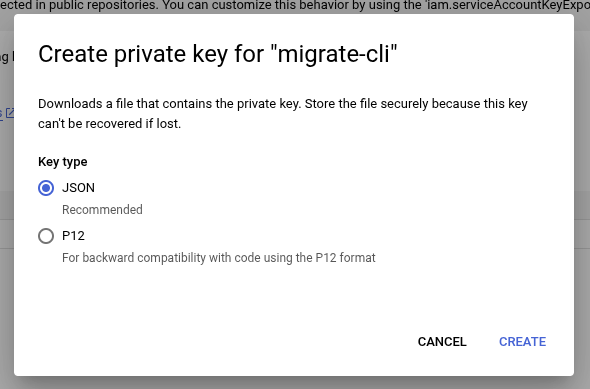 ected in public repositories. You can customize this behavior by using the 'iam.serviceAccountKeyExpo
Create private key for "migrate-cli"
Downloads a file that contains the private key. Store the file securely because this key
can't be recovered if lost.
Key type
JSON
Recommended
P12
For backward compatibility with code using the P12 format
CANCEL
CREATE